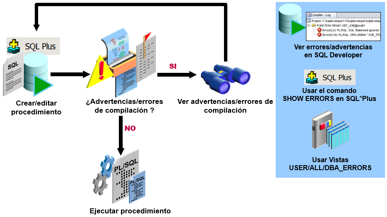 SQL Plus
SQL
Crear/editar
procedimiento
¿Advertencias/errores
de compilación ?
SI
Ver advertencias/errores de
compilación
NO
PL/SQL
Ejecutar procedimiento
Compiler - Log
Ver errores/advertencias
en SQL Developer
SQL Plus
Usar el comando
SHOW ERRORS en SQL*Plus
Usar Vistas
USER/ALL/DBA_ERRORS